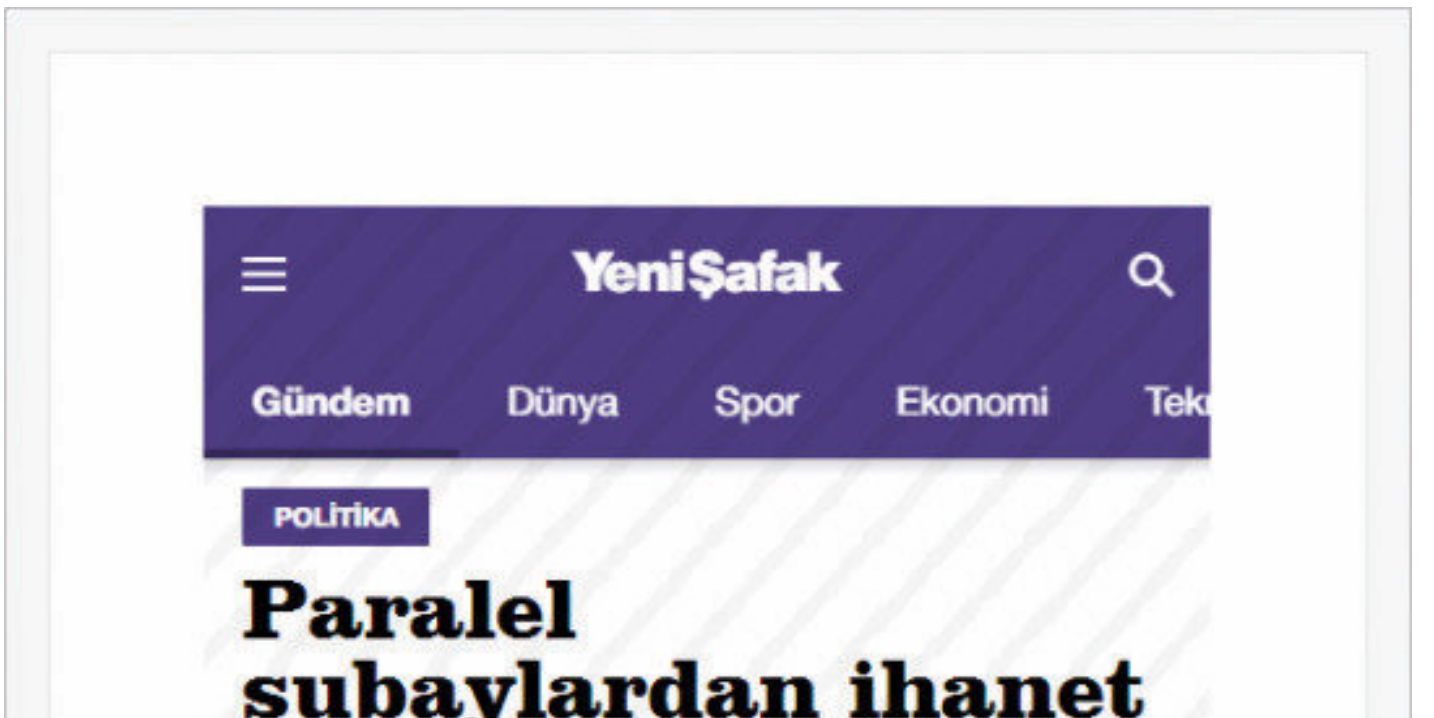 Yeni Şafak
Gündem Dünya Spor Ekonomi
POLİTİKA
Paralel
subaylardan ihanet